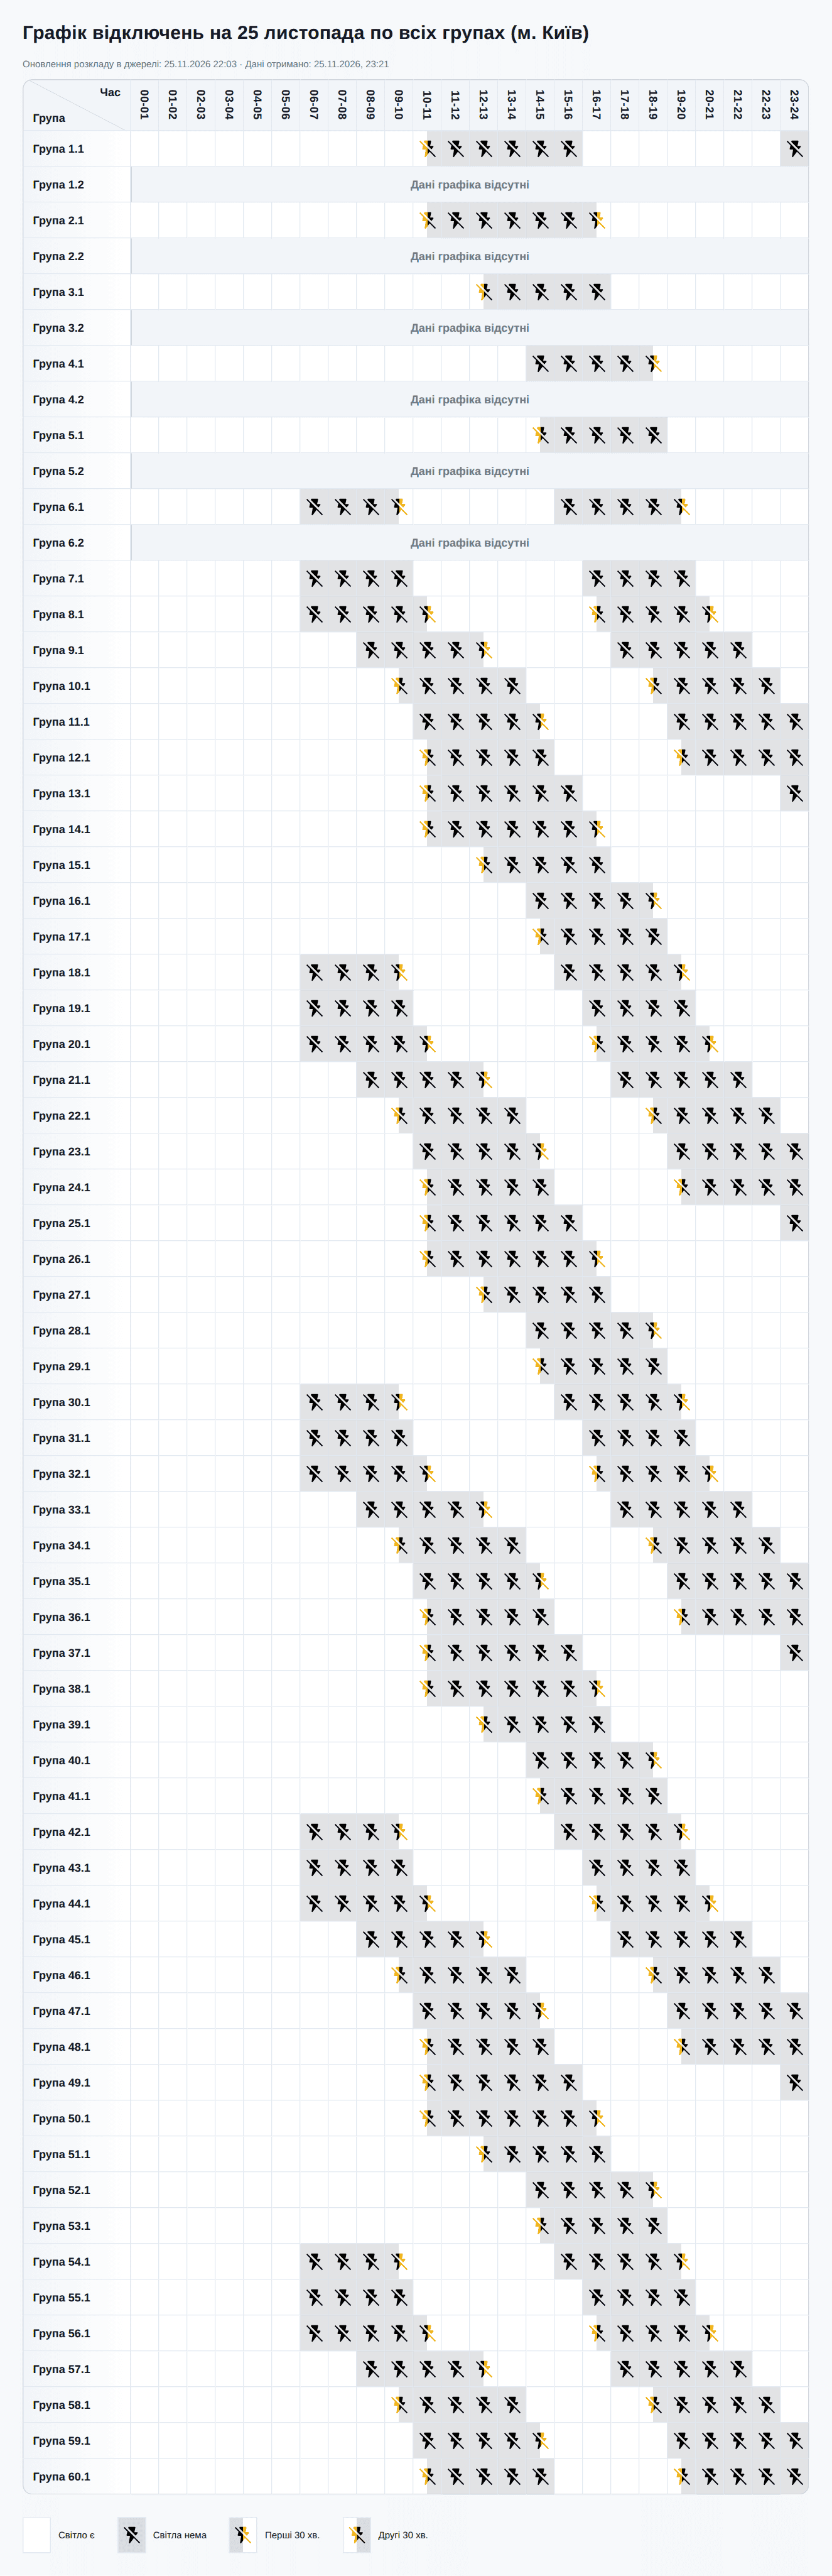 Графік відключень на 25 листопада по всіх групах (м. Київ)
Оновлення розкладу в джерелі: 25.11.2026 22:03 · Дані отримано: 25.11.2026, 23:21
Час
Група
00-01 01-02 02-03 03-04 04-05 05-06 06-07 07-08 08-09 09-10 10-11 11-12 12-13 13-14 14-15 15-16 16-17 17-18 18-19 19-20 20-21 21-22 22-23 23-24
Група 1.1
Група 1.2 Дані графіка відсутні
Група 2.1
Група 2.2 Дані графіка відсутні
Група 3.1
Група 3.2 Дані графіка відсутні
Група 4.1
Група 4.2 Дані графіка відсутні
Група 5.1
Група 5.2 Дані графіка відсутні
Група 6.1
Група 6.2 Дані графіка відсутні
Група 7.1
Група 8.1
Група 9.1
Група 10.1
Група 11.1
Група 12.1
Група 13.1
Група 14.1
Група 15.1
Група 16.1
Група 17.1
Група 18.1
Група 19.1
Група 20.1
Група 21.1
Група 22.1
Група 23.1
Група 24.1
Група 25.1
Група 26.1
Група 27.1
Група 28.1
Група 29.1
Група 30.1
Група 31.1
Група 32.1
Група 33.1
Група 34.1
Група 35.1
Група 36.1
Група 37.1
Група 38.1
Група 39.1
Група 40.1
Група 41.1
Група 42.1
Група 43.1
Група 44.1
Група 45.1
Група 46.1
Група 47.1
Група 48.1
Група 49.1
Група 50.1
Група 51.1
Група 52.1
Група 53.1
Група 54.1
Група 55.1
Група 56.1
Група 57.1
Група 58.1
Група 59.1
Група 60.1
Світло є Світла нема Перші 30 хв. Другі 30 хв.